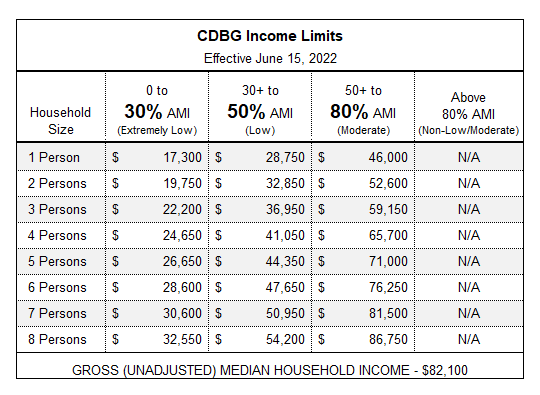 CDBG Income Limits
Effective June 15, 2022
Household Size 0 to 30% AMI (Extremely Low) 30+ to 50% AMI (Low) 50+ to 80% AMI (Moderate) Above 80% AMI (Non-Low/Moderate)
1 Person $ 17,300 $ 28,750 $ 46,000 N/A
2 Persons $ 19,750 $ 32,850 $ 52,600 N/A
3 Persons $ 22,200 $ 36,950 $ 59,150 N/A
4 Persons $ 24,650 $ 41,050 $ 65,700 N/A
5 Persons $ 26,650 $ 44,350 $ 71,000 N/A
6 Persons $ 28,600 $ 47,650 $ 76,250 N/A
7 Persons $ 30,600 $ 50,950 $ 81,500 N/A
8 Persons $ 32,550 $ 54,200 $ 86,750 N/A
GROSS (UNADJUSTED) MEDIAN HOUSEHOLD INCOME - $82,100